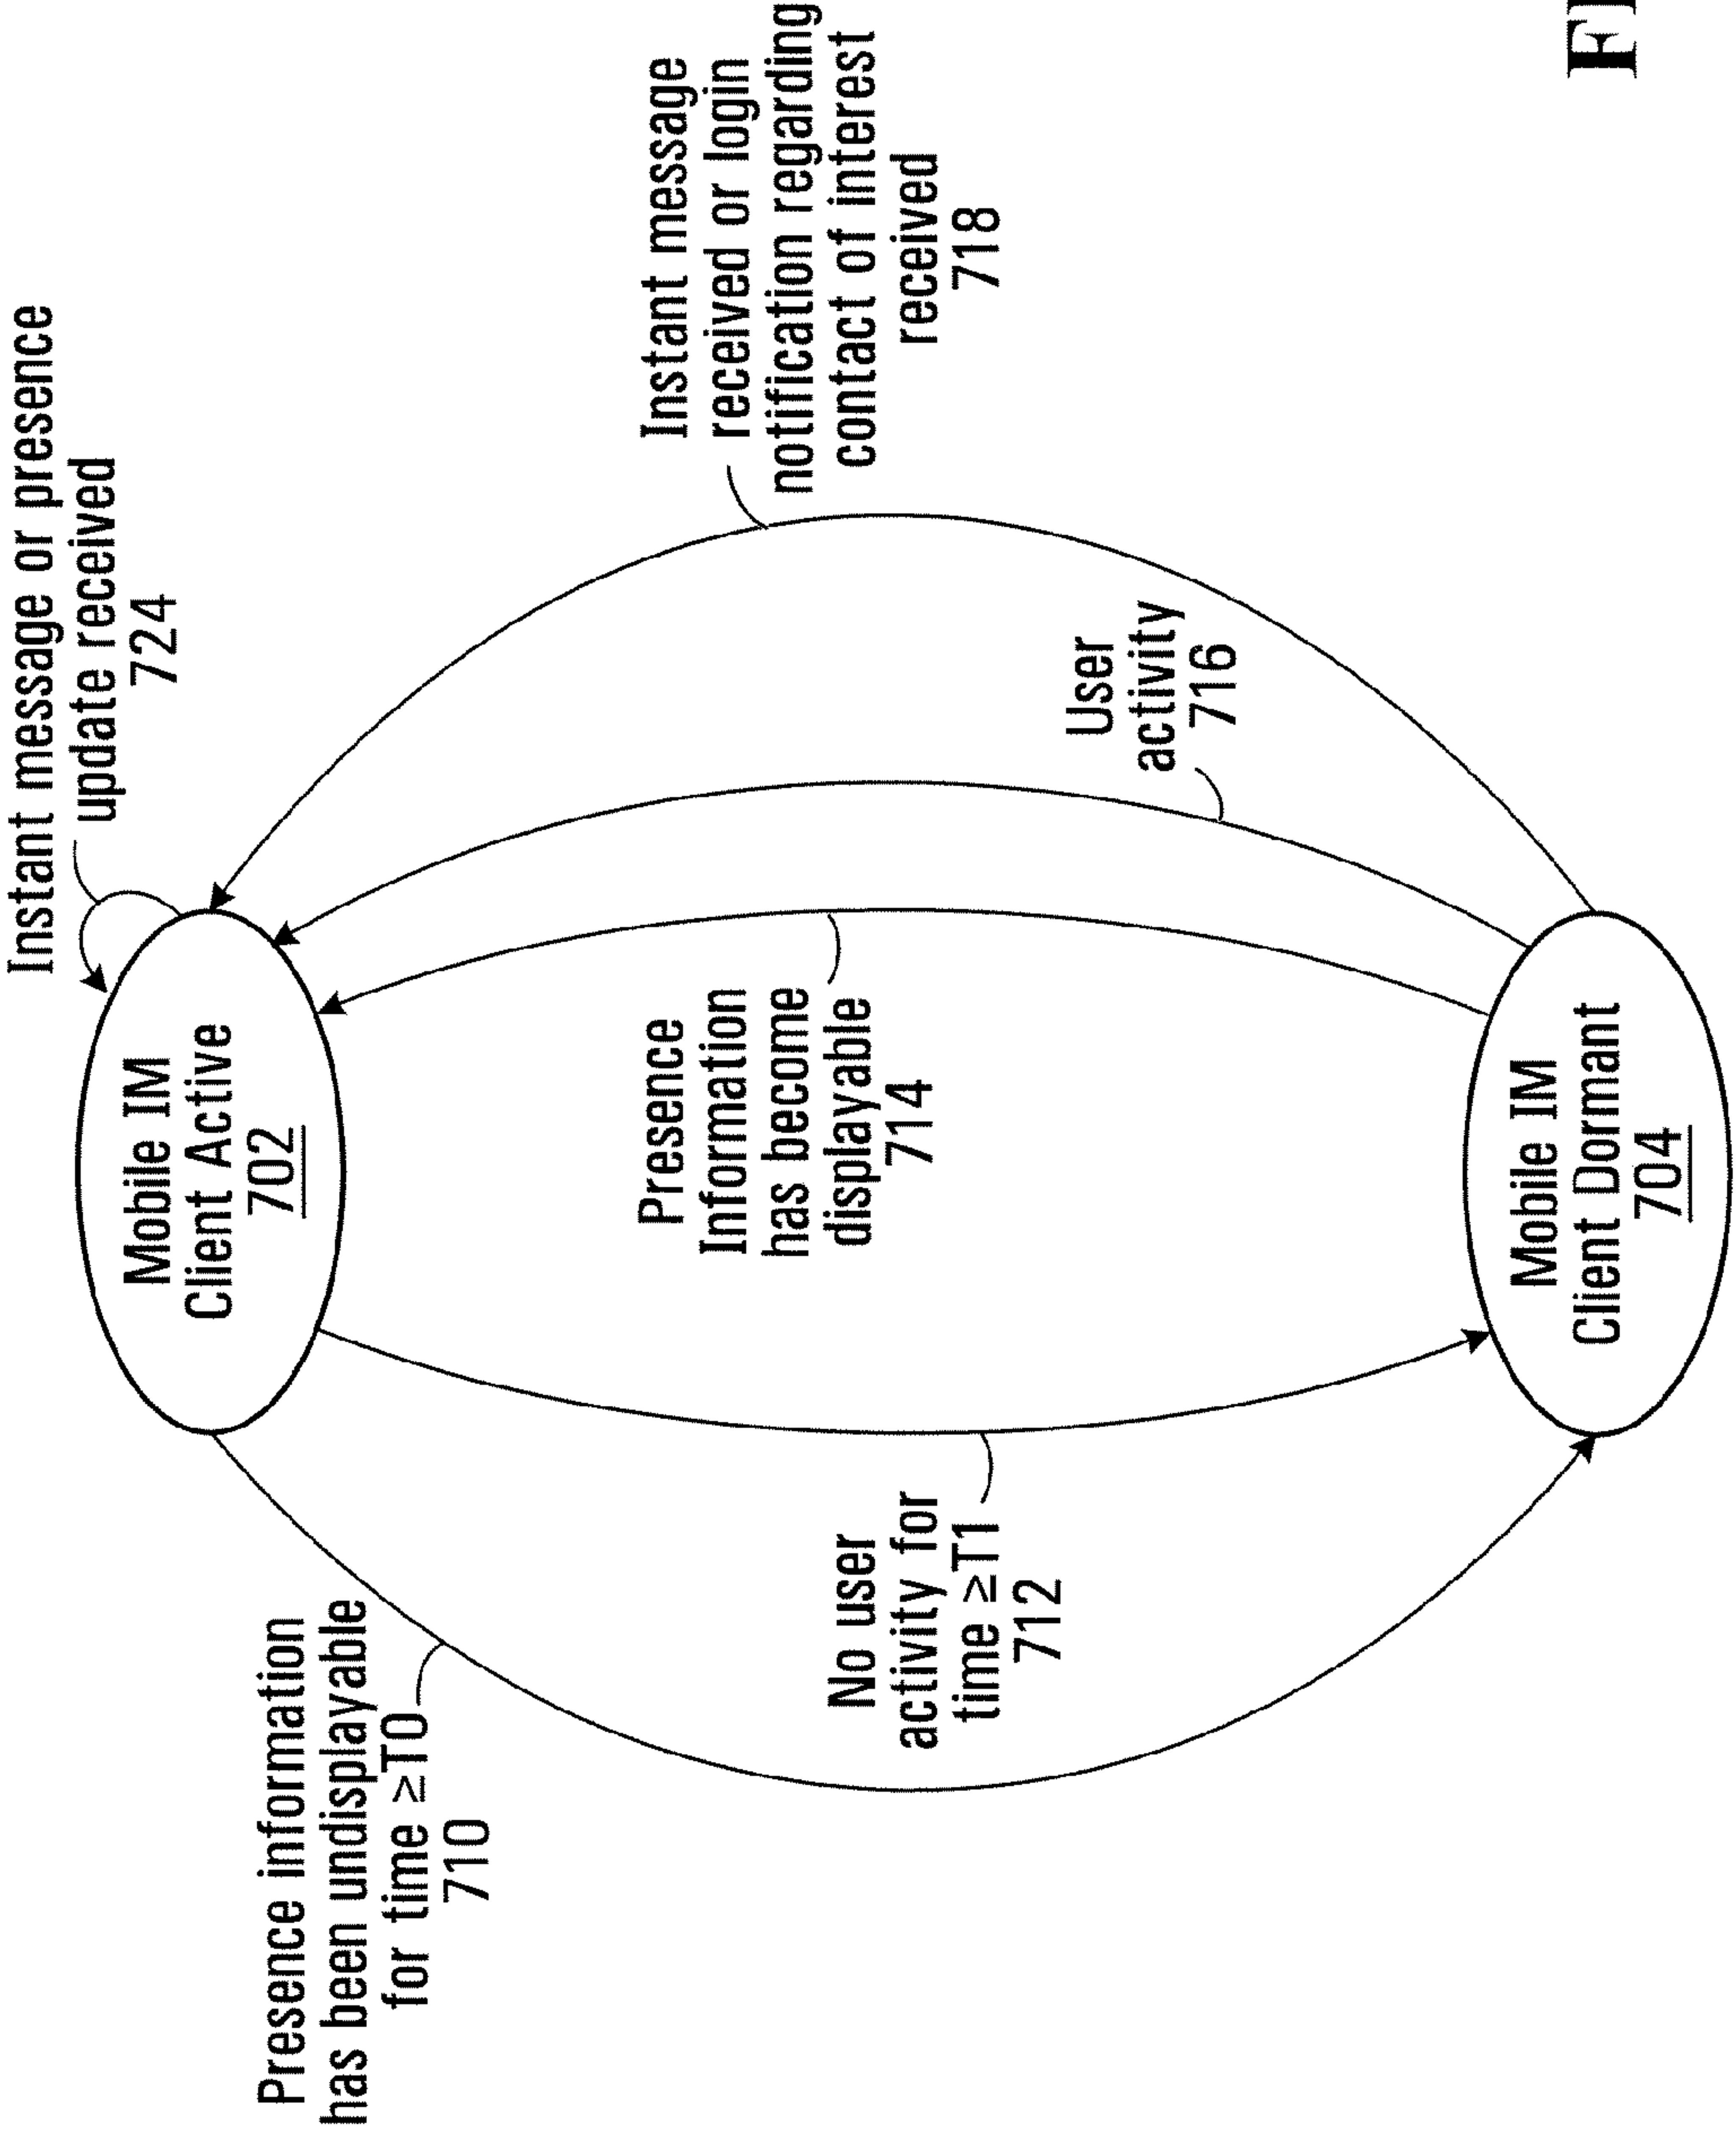 Instant message or presence
update received
724
Mobile IM
Client Active
702
Presence information
has been undisplayable
for time ≥T0
710
Instant message
received or login
notification regarding
contact of interest
received
718
Presence
Information
has become
displayable
714
No user
activity for
time ≥T1
712
User
activity
716
Mobile IM
Client Dormant
704